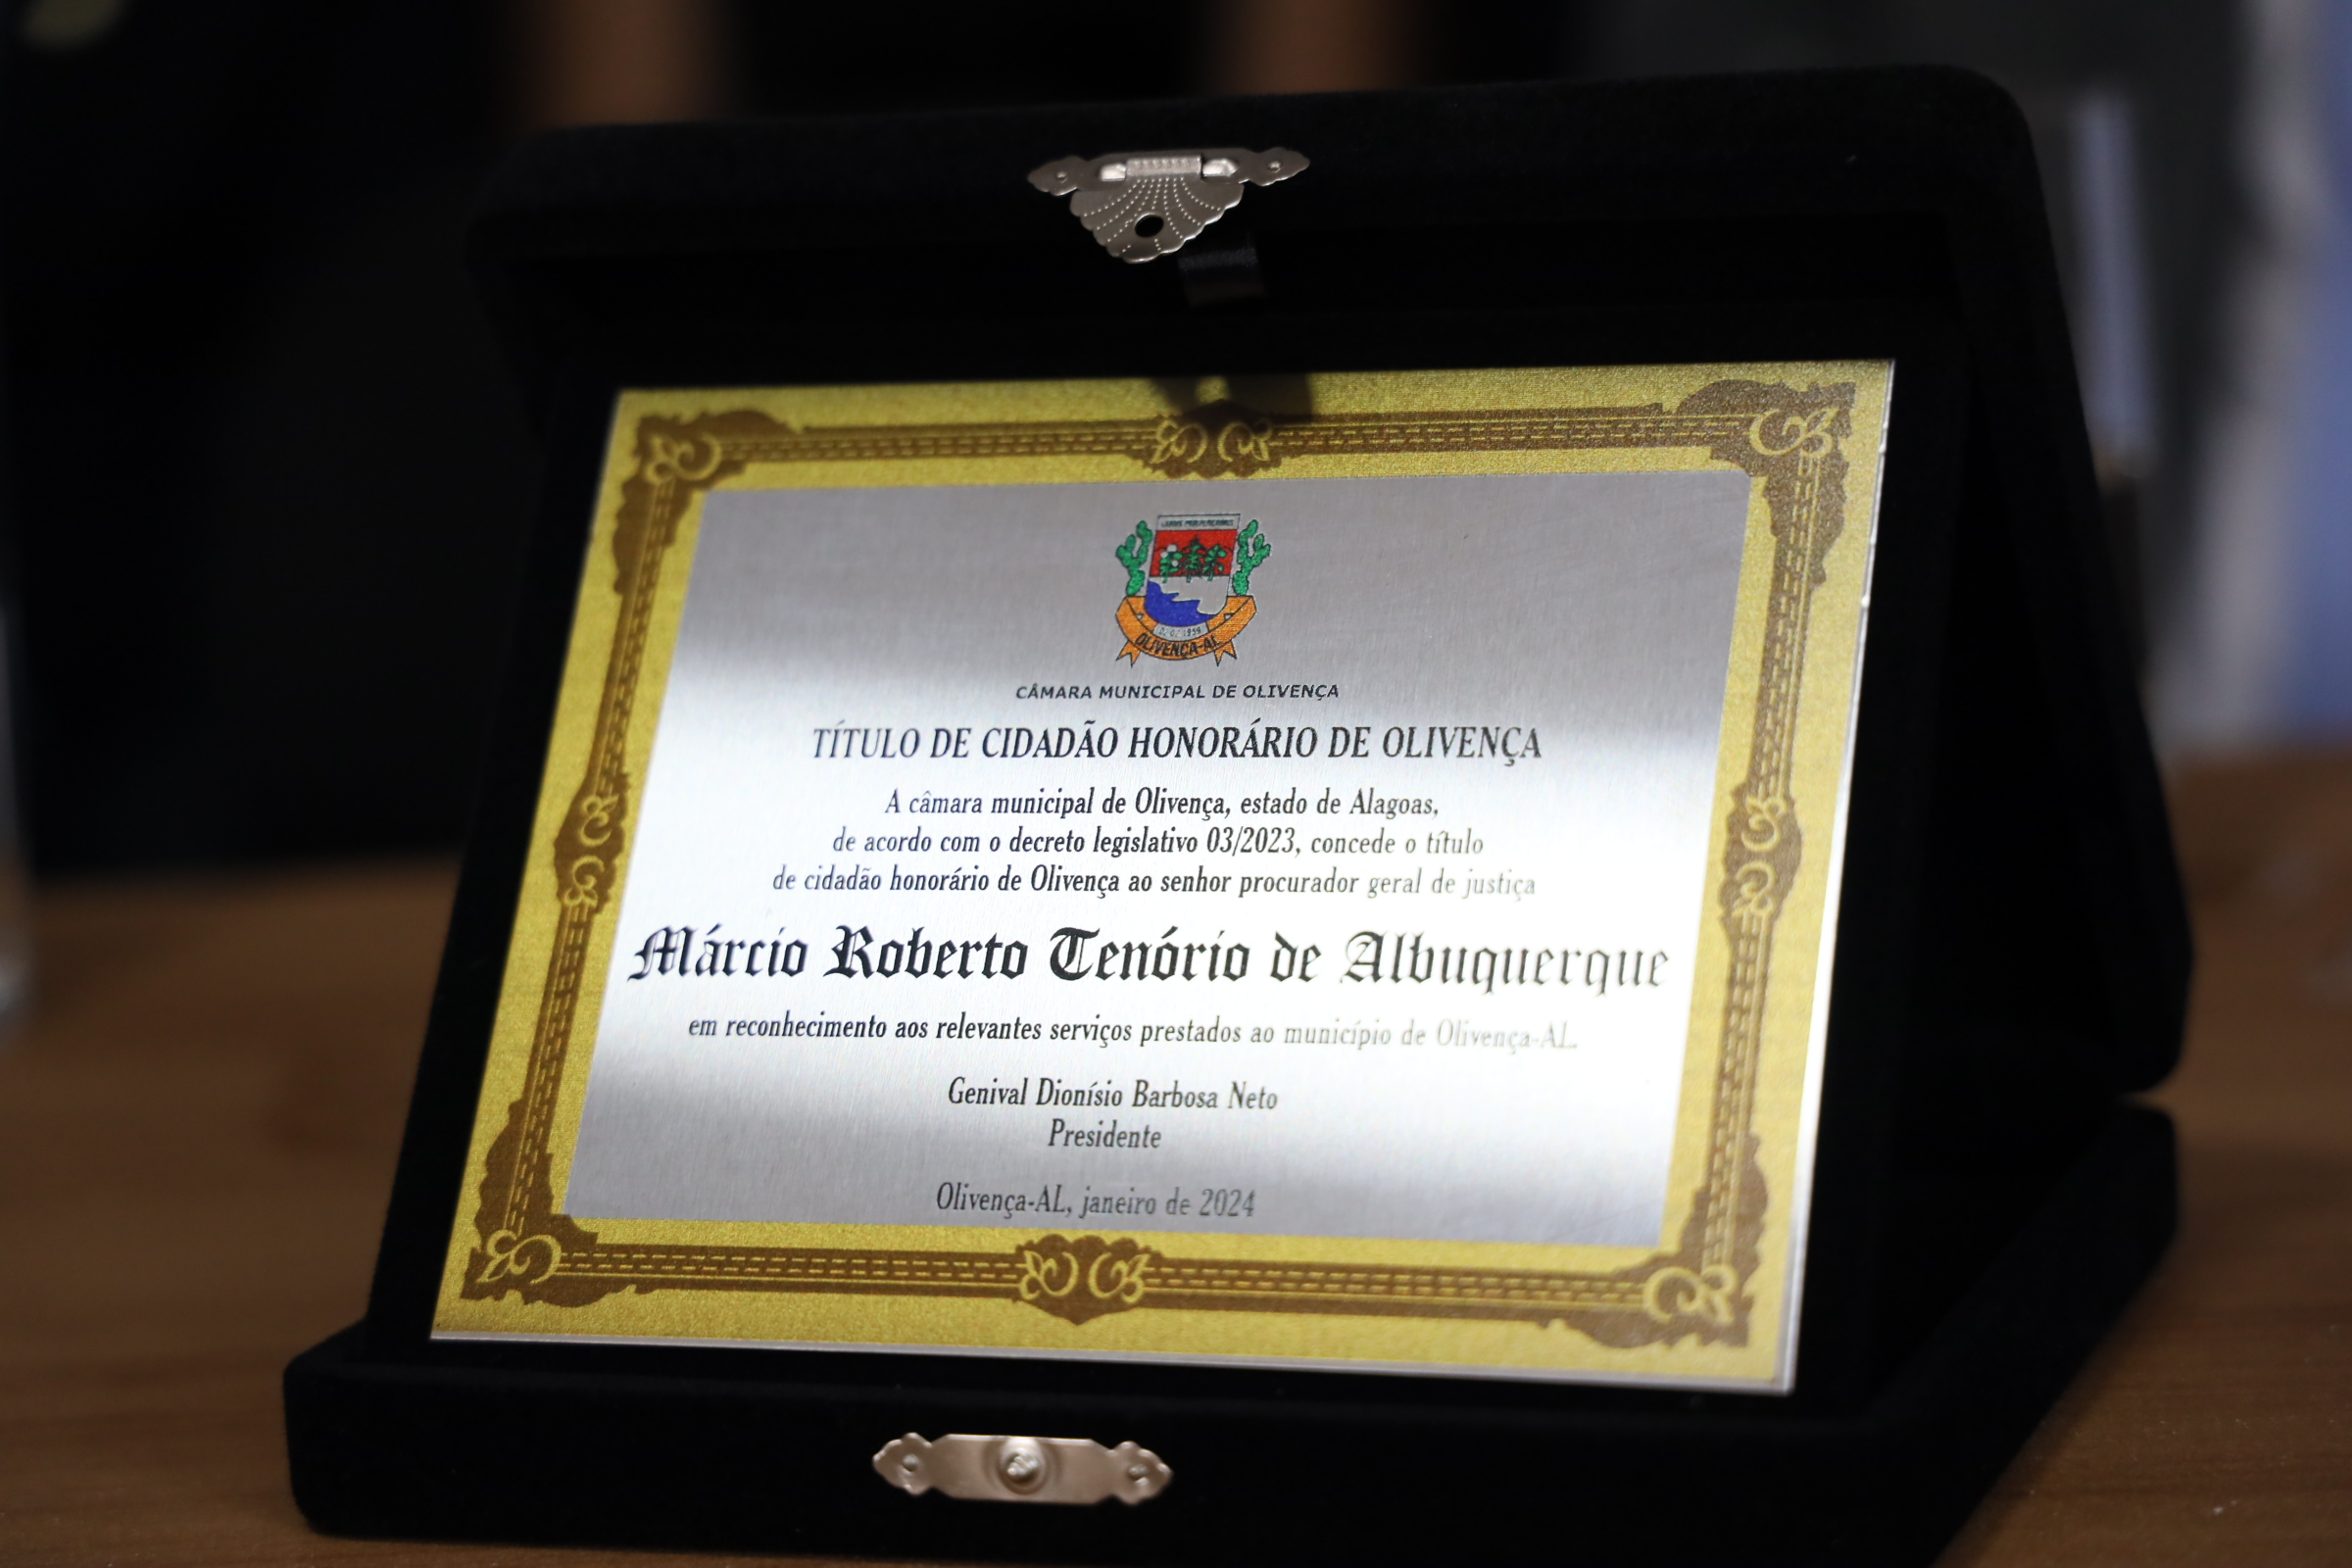 OLIVENÇA-AL
CÂMARA MUNICIPAL DE OLIVENÇA
TÍTULO DE CIDADÃO HONORÁRIO DE OLIVENÇA
A câmara municipal de Olivença, estado de Alagoas,
de acordo com o decreto legislativo 03/2023, concede o título
de cidadão honorário de Olivença ao senhor procurador geral de justiça
Márcio Roberto Tenório de Albuquerque
em reconhecimento aos relevantes serviços prestados ao município de Olivença-AL.
Genival Dionísio Barbosa Neto
Presidente
Olivença-AL, janeiro de 2024